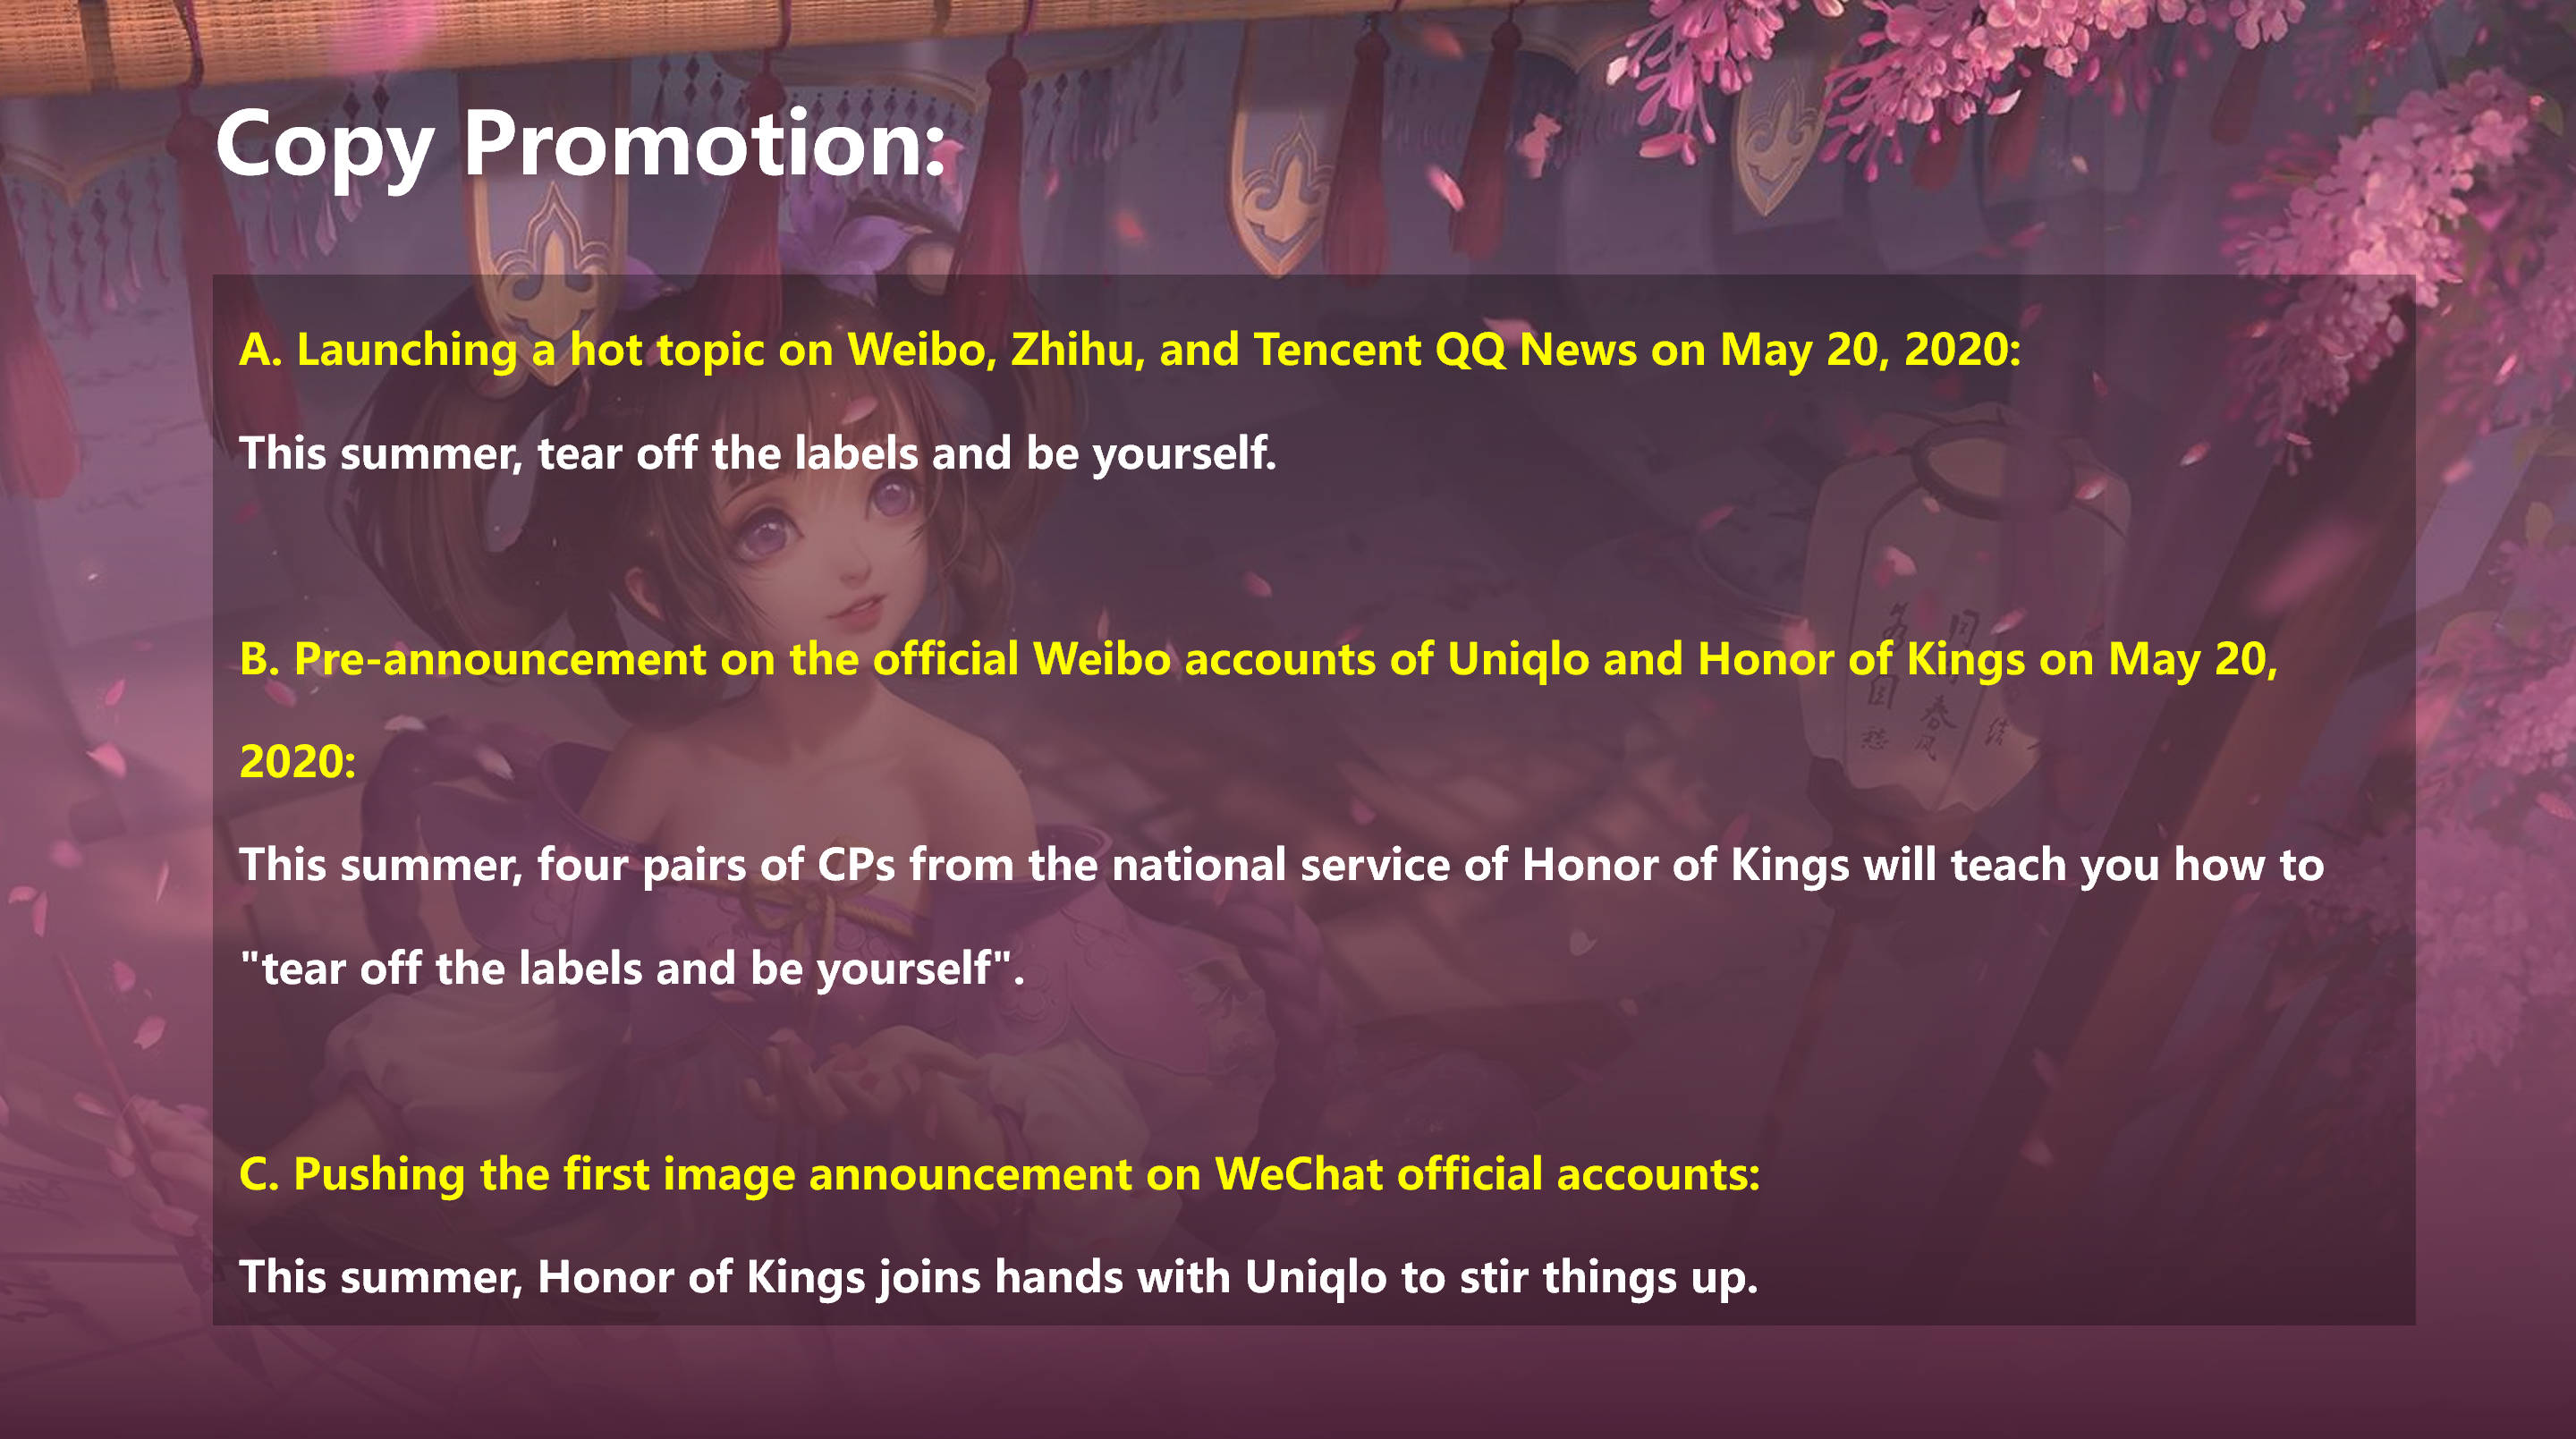 Copy Promotion:
A. Launching a hot topic on Weibo, Zhihu, and Tencent QQ News on May 20, 2020:
This summer, tear off the labels and be yourself.
B. Pre-announcement on the official Weibo accounts of Uniqlo and Honor of Kings on May 20,
2020:
This summer, four pairs of CPs from the national service of Honor of Kings will teach you how to
"tear off the labels and be yourself".
C. Pushing the first image announcement on WeChat official accounts:
This summer, Honor of Kings joins hands with Uniqlo to stir things up.
春
风